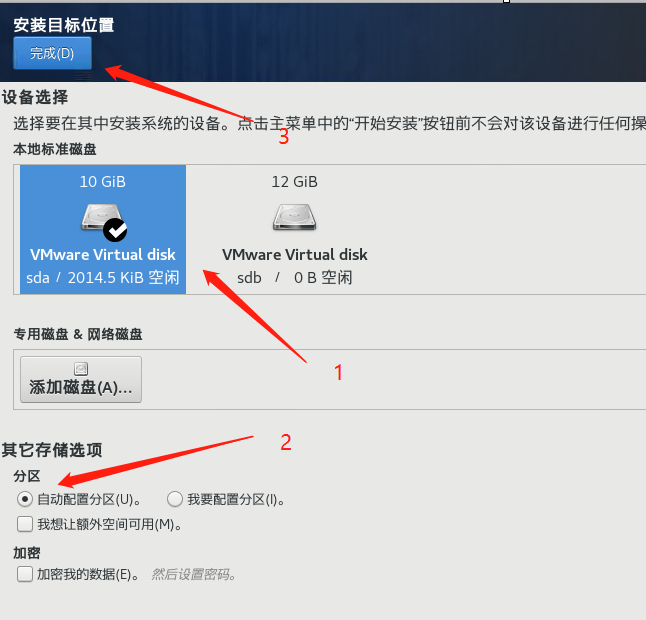 安装目标位置
完成(D)
设备选择
选择要在其中安装系统的设备。点击主菜单中的“开始安装”按钮前不会对该设备进行任何操
3
本地标准磁盘
10 GiB
12 GiB
VMware Virtual disk
VMware Virtual disk
sda / 2014.5 KiB 空闲
sdb / 0 B 空闲
1
专用磁盘 & 网络磁盘
添加磁盘(A)...
2
其它存储选项
分区
自动配置分区(U)。 我要配置分区(I)。
我想让额外空间可用(M)。
加密
加密我的数据(E)。 然后设置密码。